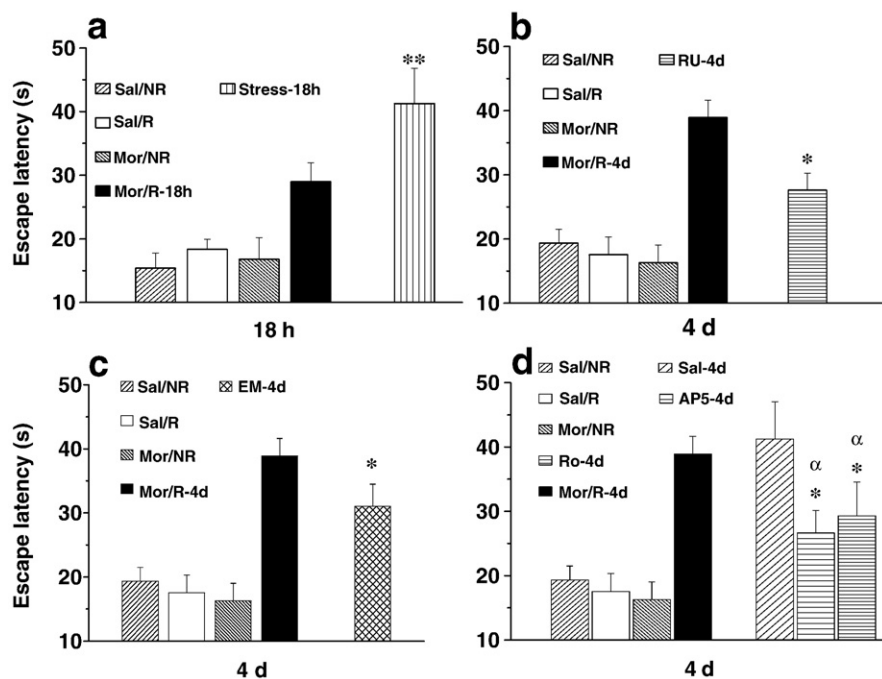 a
**
50
40
30
20
10
Escape latency (s)
Sal/NR Stress-18h
Sal/R
Mor/NR
Mor/R-18h
18 h
b
50
40
30
20
10
Sal/NR RU-4d
Sal/R
Mor/NR
Mor/R-4d
*
4 d
c
50
40
30
20
10
Escape latency (s)
Sal/NR EM-4d
Sal/R
Mor/NR
Mor/R-4d
*
4 d
d
50
40
30
20
10
Sal/NR Sal-4d
Sal/R AP5-4d
Mor/NR
Ro-4d
Mor/R-4d
α α
* *
4 d